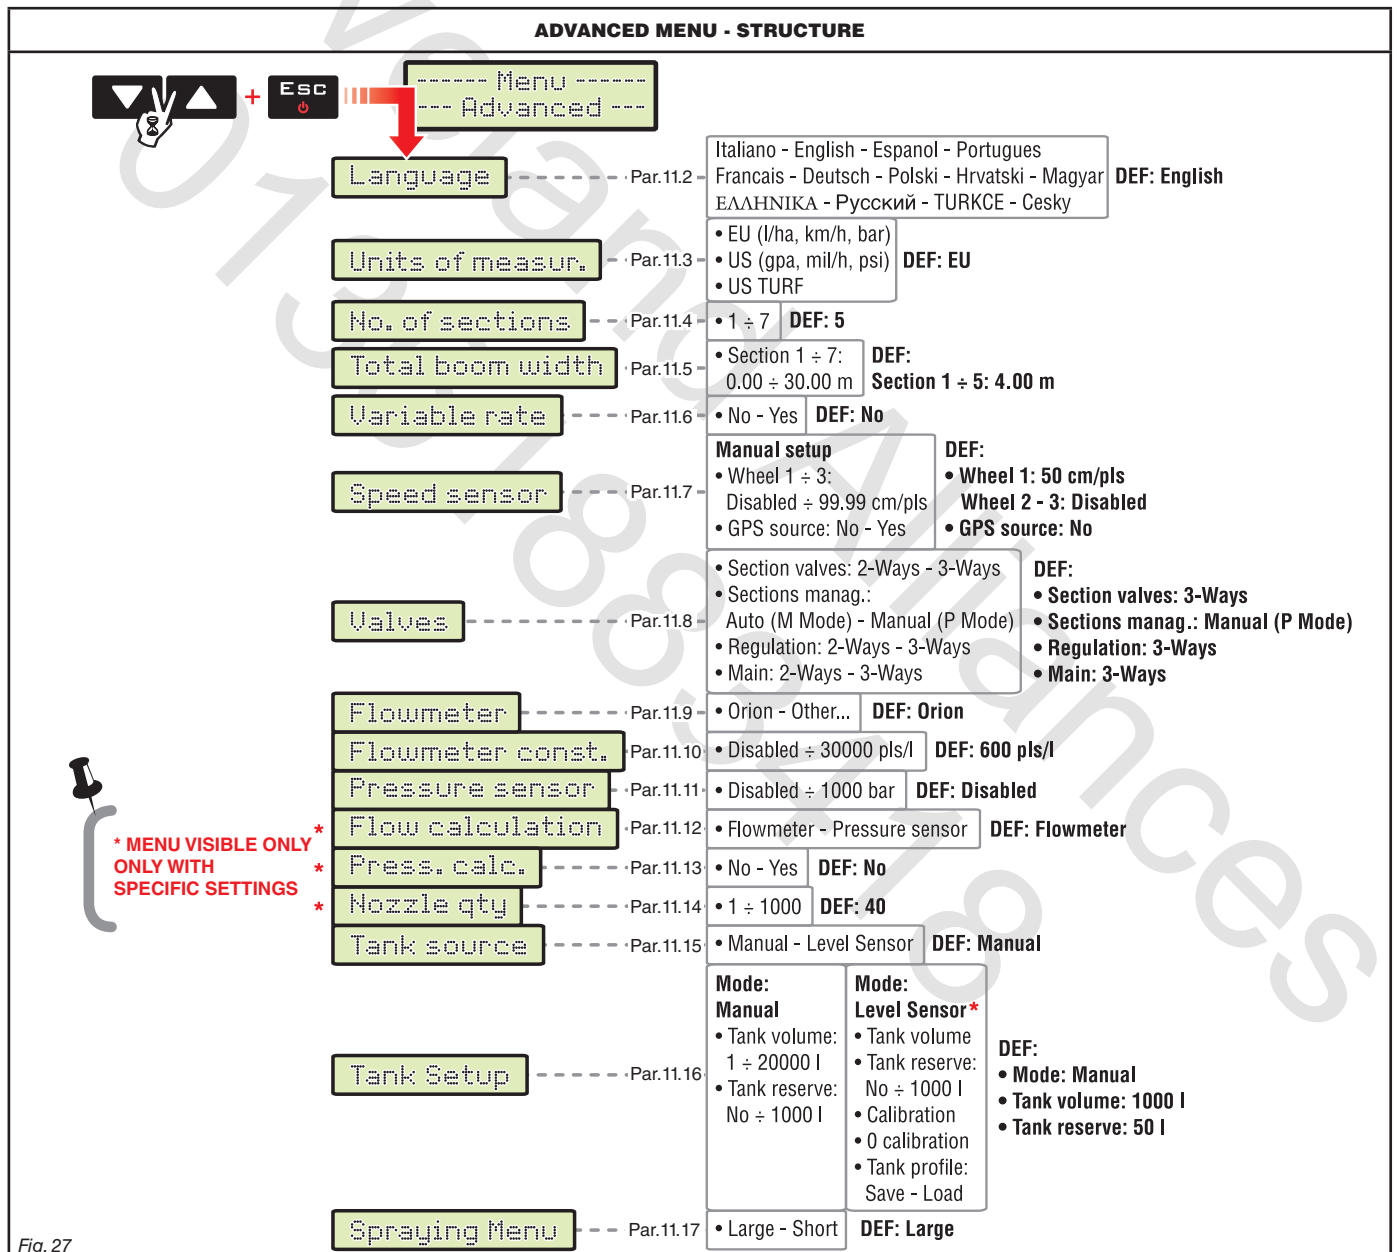 ADVANCED MENU - STRUCTURE
+ Esc
------ Menu ------
--- Advanced ---
Language
Par.11.2
Italiano - English - Espanol - Portugues
Francais - Deutsch - Polski - Hrvatski - Magyar
ΕΛΛΗΝΙΚΑ - Русский - TURKCE - Cesky
DEF: English
Units of measur.
Par.11.3
• EU (l/ha, km/h, bar)
• US (gpa, mil/h, psi)
• US TURF
DEF: EU
No. of sections
Par.11.4
• 1 ÷ 7
DEF: 5
Total boom width
Par.11.5
• Section 1 ÷ 7:
0.00 ÷ 30.00 m
DEF:
Section 1 ÷ 5: 4.00 m
Variable rate
Par.11.6
• No - Yes
DEF: No
Speed sensor
Par.11.7
Manual setup
• Wheel 1 ÷ 3:
Disabled ÷ 99.99 cm/pls
• GPS source: No - Yes
DEF:
• Wheel 1: 50 cm/pls
Wheel 2 - 3: Disabled
• GPS source: No
Valves
Par.11.8
• Section valves: 2-Ways - 3-Ways
• Sections manag.:
Auto (M Mode) - Manual (P Mode)
• Regulation: 2-Ways - 3-Ways
• Main: 2-Ways - 3-Ways
DEF:
• Section valves: 3-Ways
• Sections manag.: Manual (P Mode)
• Regulation: 3-Ways
• Main: 3-Ways
Flowmeter
Par.11.9
• Orion - Other...
DEF: Orion
Flowmeter const.
Par.11.10
• Disabled ÷ 30000 pls/l
DEF: 600 pls/l
Pressure sensor
Par.11.11
• Disabled ÷ 1000 bar
DEF: Disabled
* MENU VISIBLE ONLY
ONLY WITH
SPECIFIC SETTINGS
* Flow calculation
Par.11.12
• Flowmeter - Pressure sensor
DEF: Flowmeter
* Press. calc.
Par.11.13
• No - Yes
DEF: No
* Nozzle qty
Par.11.14
• 1 ÷ 1000
DEF: 40
Tank source
Par.11.15
• Manual - Level Sensor
DEF: Manual
Tank Setup
Par.11.16
Mode:
Manual
• Tank volume:
1 ÷ 20000 l
• Tank reserve:
No ÷ 1000 l
Mode:
Level Sensor*
• Tank volume
• Tank reserve:
No ÷ 1000 l
• Calibration
• 0 calibration
• Tank profile:
Save - Load
DEF:
• Mode: Manual
• Tank volume: 1000 l
• Tank reserve: 50 l
Spraying Menu
Par.11.17
• Large - Short
DEF: Large
Fig. 27